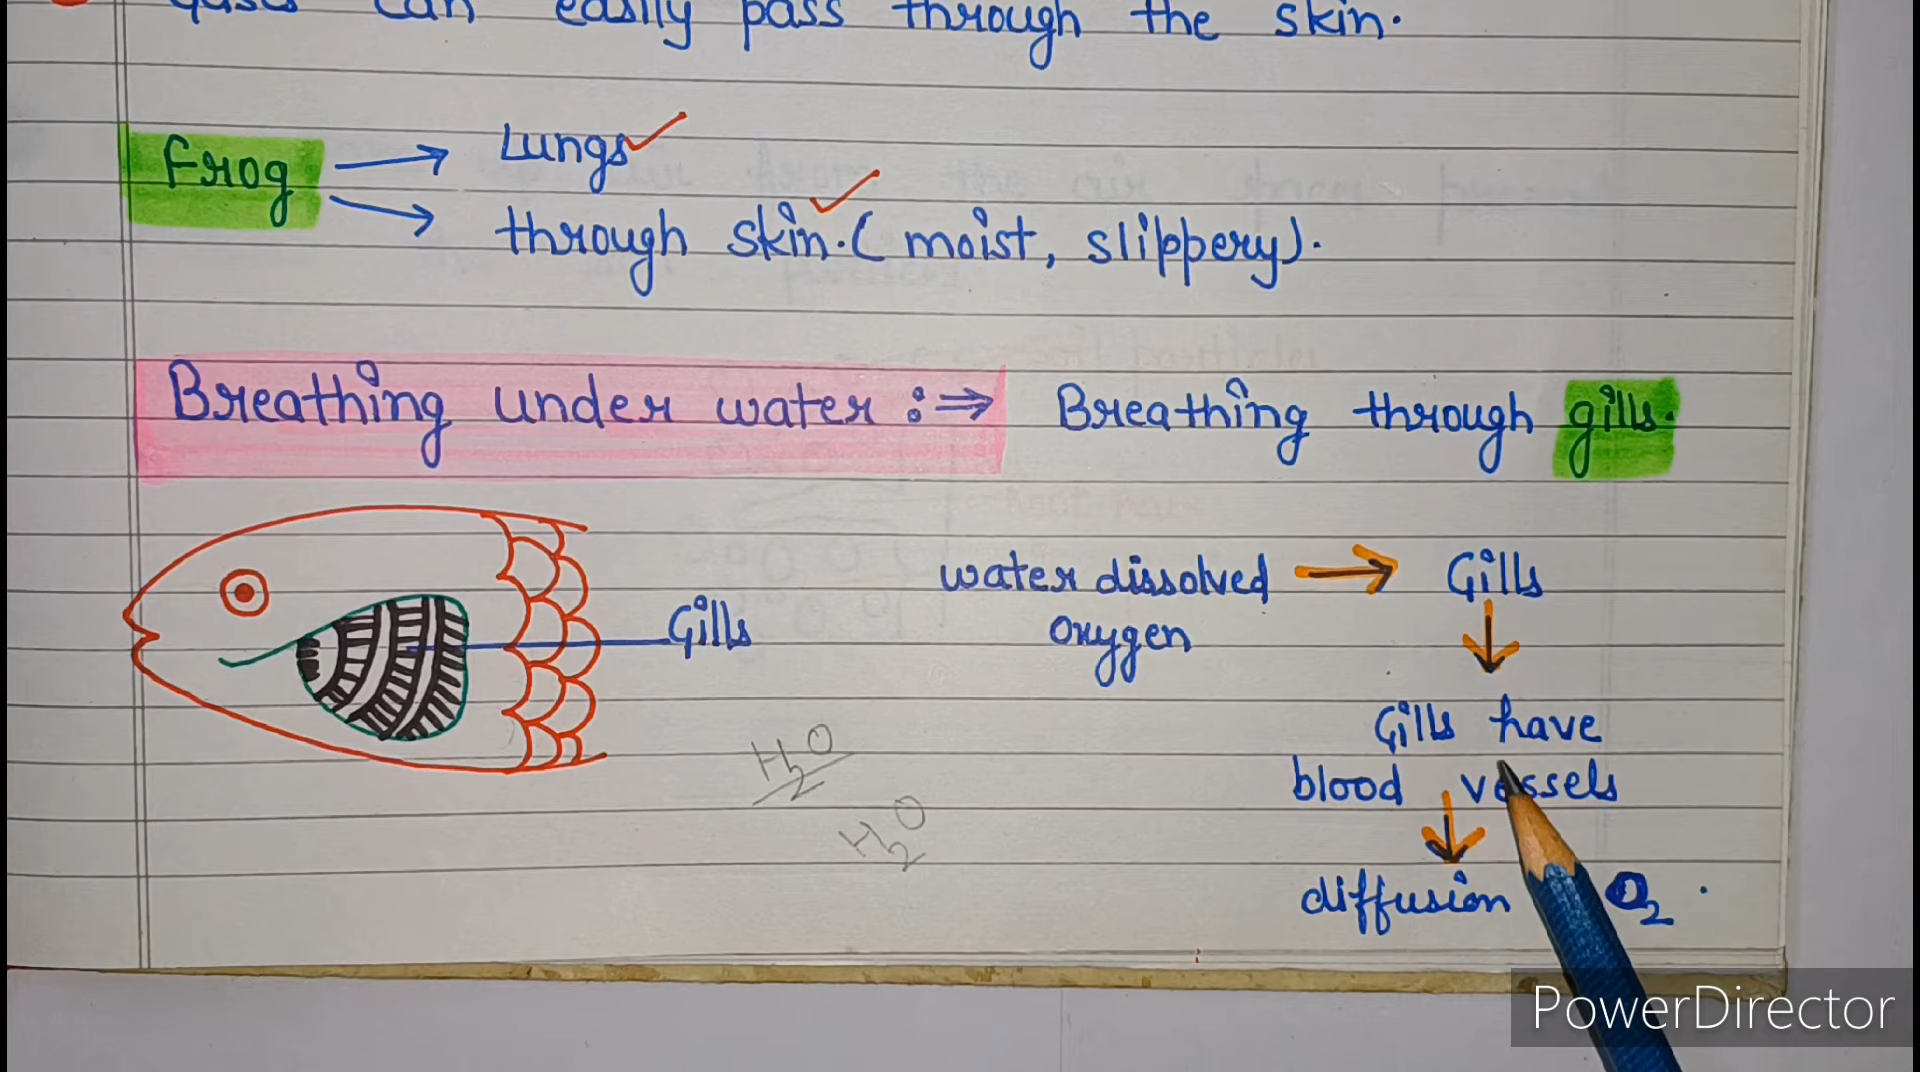 can easily pass through the skin.
Frog → Lungs ✓
→ through skin. ✓ ( moist, slippery).
Breathing under water :⇒ Breathing through gills.
water dissolved → Gills
oxygen
Gills
↓
Gills have
blood vessels
↓
diffusion O2 .
H2O
H2O
PowerDirector